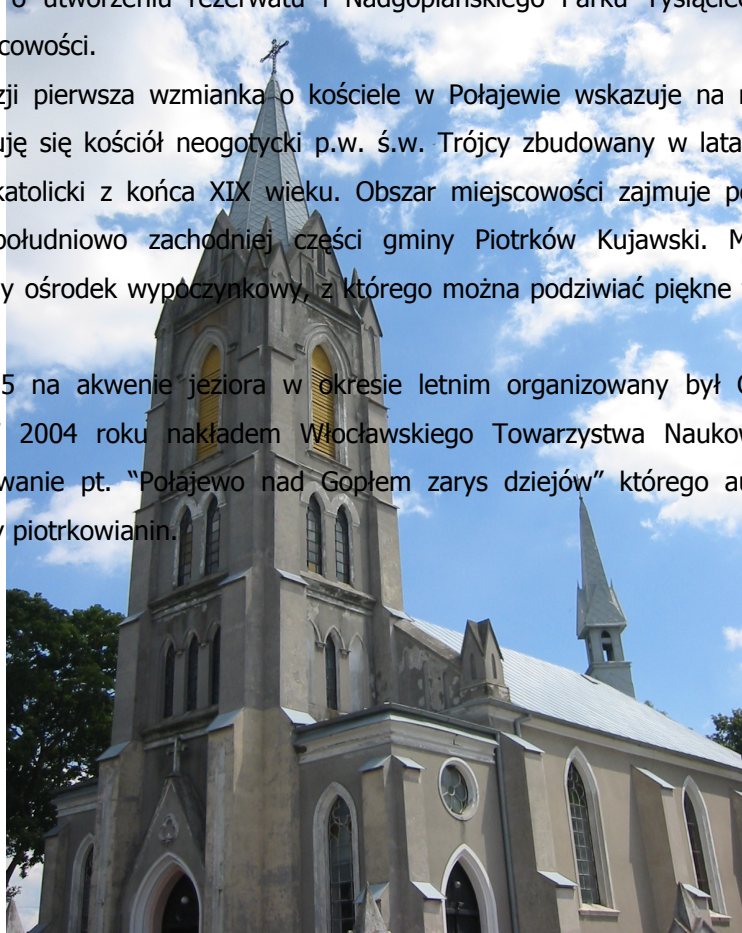 o utworzeniu rezerwatu i Nadgoplańskiego Parku Tysiąclec
cowości.
zji pierwsza wzmianka o kościele w Połajewie wskazuje na
uję się kościół neogotycki p.w. ś.w. Trójcy zbudowany w lata
katolicki z końca XIX wieku. Obszar miejscowości zajmuje po
południowo zachodniej części gminy Piotrków Kujawski. M
y ośrodek wypoczynkowy, z którego można podziwiać piękne
5 na akwenie jeziora w okresie letnim organizowany był
2004 roku nakładem Włocławskiego Towarzystwa Nauko
wanie pt. “Połajewo nad Gopłem zarys dziejów” którego au
y piotrkowianin.